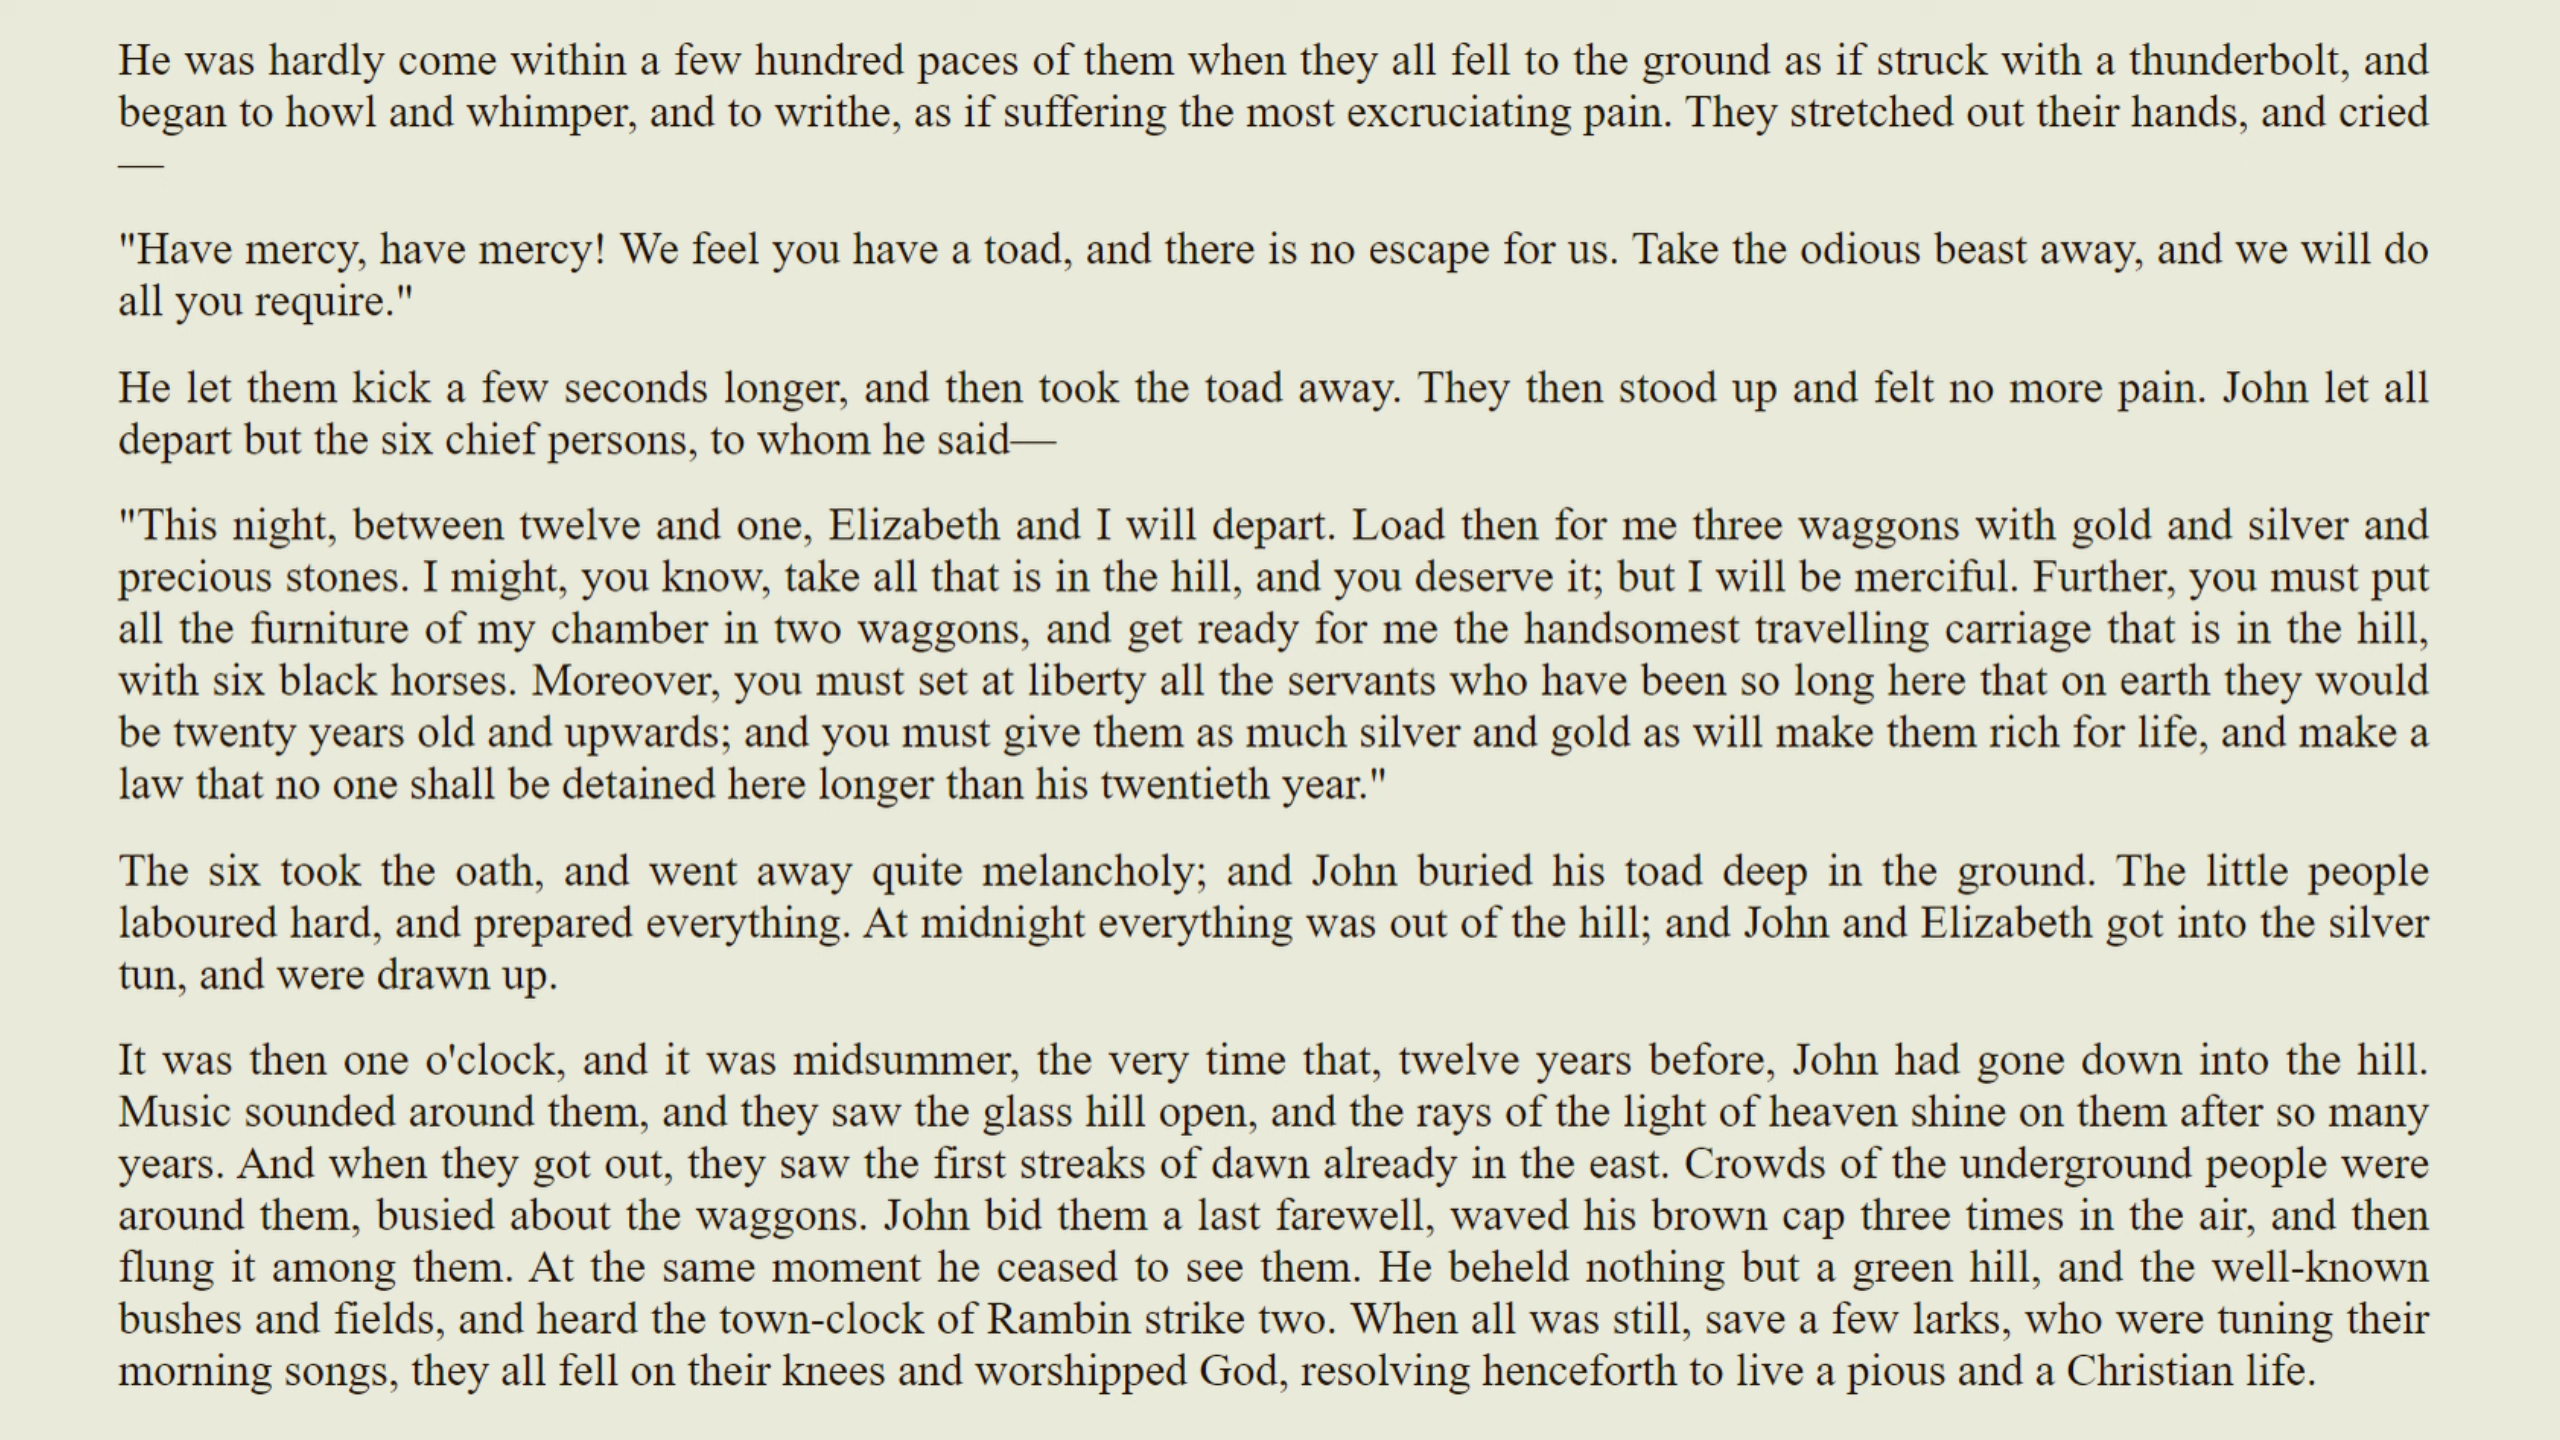 He was hardly come within a few hundred paces of them when they all fell to the ground as if struck with a thunderbolt, and
began to howl and whimper, and to writhe, as if suffering the most excruciating pain. They stretched out their hands, and cried
—
"Have mercy, have mercy! We feel you have a toad, and there is no escape for us. Take the odious beast away, and we will do
all you require."
He let them kick a few seconds longer, and then took the toad away. They then stood up and felt no more pain. John let all
depart but the six chief persons, to whom he said—
"This night, between twelve and one, Elizabeth and I will depart. Load then for me three waggons with gold and silver and
precious stones. I might, you know, take all that is in the hill, and you deserve it; but I will be merciful. Further, you must put
all the furniture of my chamber in two waggons, and get ready for me the handsomest travelling carriage that is in the hill,
with six black horses. Moreover, you must set at liberty all the servants who have been so long here that on earth they would
be twenty years old and upwards; and you must give them as much silver and gold as will make them rich for life, and make a
law that no one shall be detained here longer than his twentieth year."
The six took the oath, and went away quite melancholy; and John buried his toad deep in the ground. The little people
laboured hard, and prepared everything. At midnight everything was out of the hill; and John and Elizabeth got into the silver
tun, and were drawn up.
It was then one o'clock, and it was midsummer, the very time that, twelve years before, John had gone down into the hill.
Music sounded around them, and they saw the glass hill open, and the rays of the light of heaven shine on them after so many
years. And when they got out, they saw the first streaks of dawn already in the east. Crowds of the underground people were
around them, busied about the waggons. John bid them a last farewell, waved his brown cap three times in the air, and then
flung it among them. At the same moment he ceased to see them. He beheld nothing but a green hill, and the well-known
bushes and fields, and heard the town-clock of Rambin strike two. When all was still, save a few larks, who were tuning their
morning songs, they all fell on their knees and worshipped God, resolving henceforth to live a pious and a Christian life.